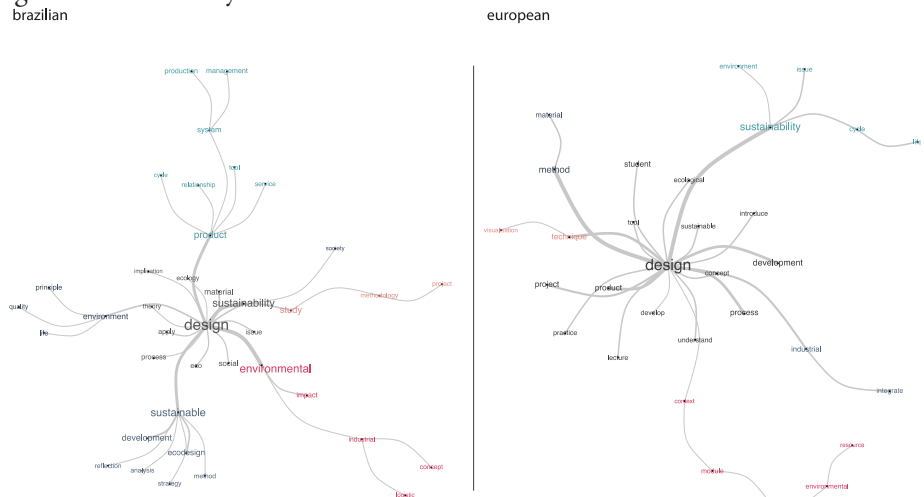 brazilian
production management
system
tool
cycle
relationship
service
product
society
implication
ecology
principle
material
project
quality
sustainability
methodology
study
environment
theory
life
design
apply
issue
process
eco
social
environmental
impact
sustainable
development
industrial
ecodesign
reflection
analysis
method
concept
strategy
european
environment
issue
material
sustainability
cycle
student
method
ecological
introduce
tool
sustainable
visualisation
technique
design
development
concept
project
product
develop
process
practice
understand
lecture
industrial
integrate
context
resource
module
environmental